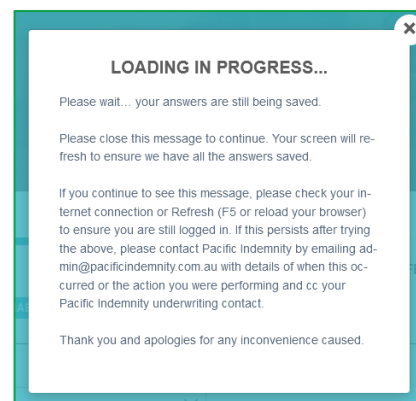 LOADING IN PROGRESS...
Please wait... your answers are still being saved.
Please close this message to continue. Your screen will re-
fresh to ensure we have all the answers saved.
If you continue to see this message, please check your in-
ternet connection or Refresh (F5 or reload your browser)
to ensure you are still logged in. If this persists after trying
the above, please contact Pacific Indemnity by emailing ad-
min@pacificindemnity.com.au with details of when this oc-
curred or the action you were performing and cc your
Pacific Indemnity underwriting contact.
Thank you and apologies for any inconvenience caused.